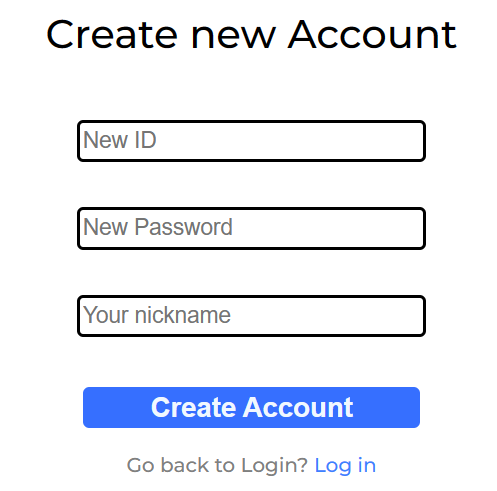 Create new Account
New ID
New Password
Your nickname
Create Account
Go back to Login? Log in